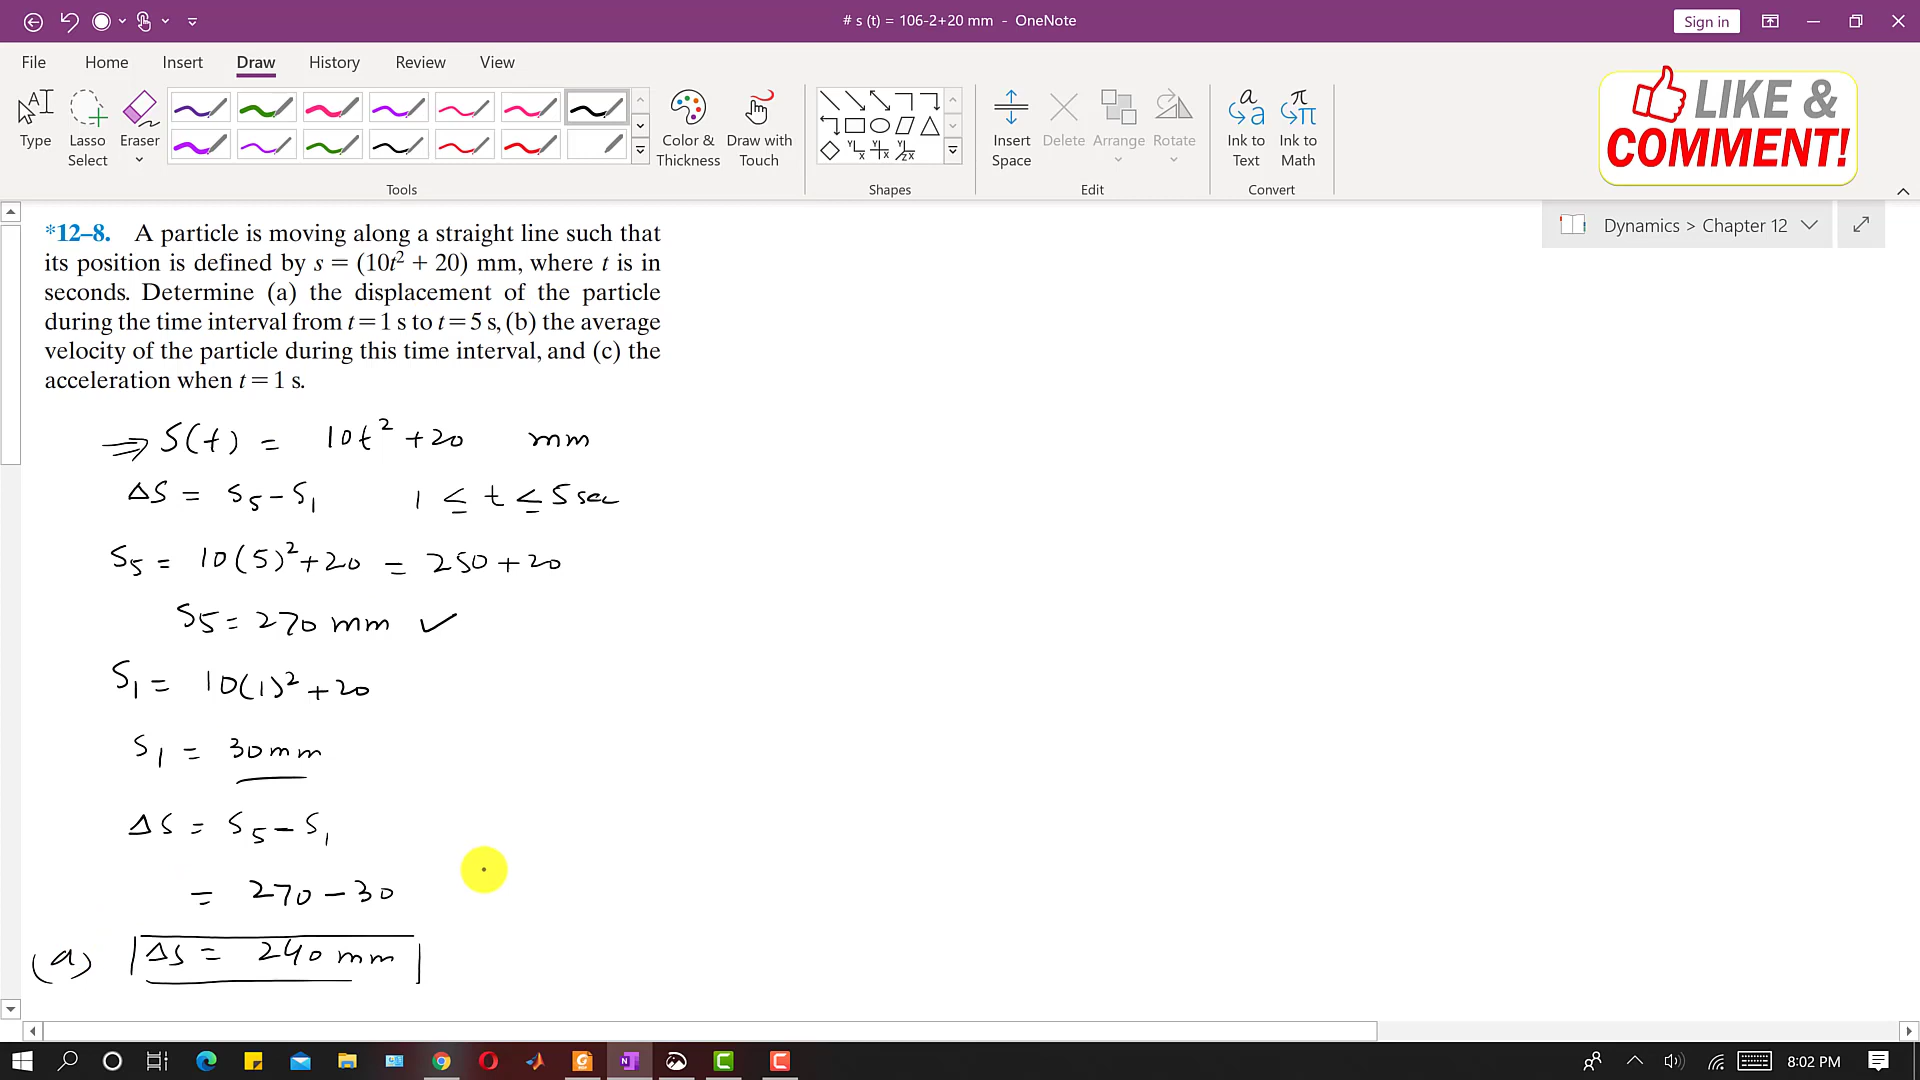 # s (t) = 106-2+20 mm - OneNote
Sign in
File Home Insert Draw History Review View
Type
Lasso Select
Eraser
Color & Thickness
Draw with Touch
Insert Space
Delete
Arrange
Rotate
Ink to Text
Ink to Math
Tools
Shapes
Edit
Convert
LIKE &
COMMENT!
Dynamics > Chapter 12
*12–8. A particle is moving along a straight line such that
its position is defined by s = (10t² + 20) mm, where t is in
seconds. Determine (a) the displacement of the particle
during the time interval from t = 1 s to t = 5 s, (b) the average
velocity of the particle during this time interval, and (c) the
acceleration when t = 1 s.
⇒ S(t) = 10t² + 20 mm
ΔS = S₅ - S₁ 1 ≤ t ≤ 5 sec
S₅ = 10(5)² + 20 = 250 + 20
S₅ = 270 mm ✓
S₁ = 10(1)² + 20
S₁ = 30 mm
ΔS = S₅ - S₁
= 270 - 30
(a) ΔS = 240 mm
8:02 PM